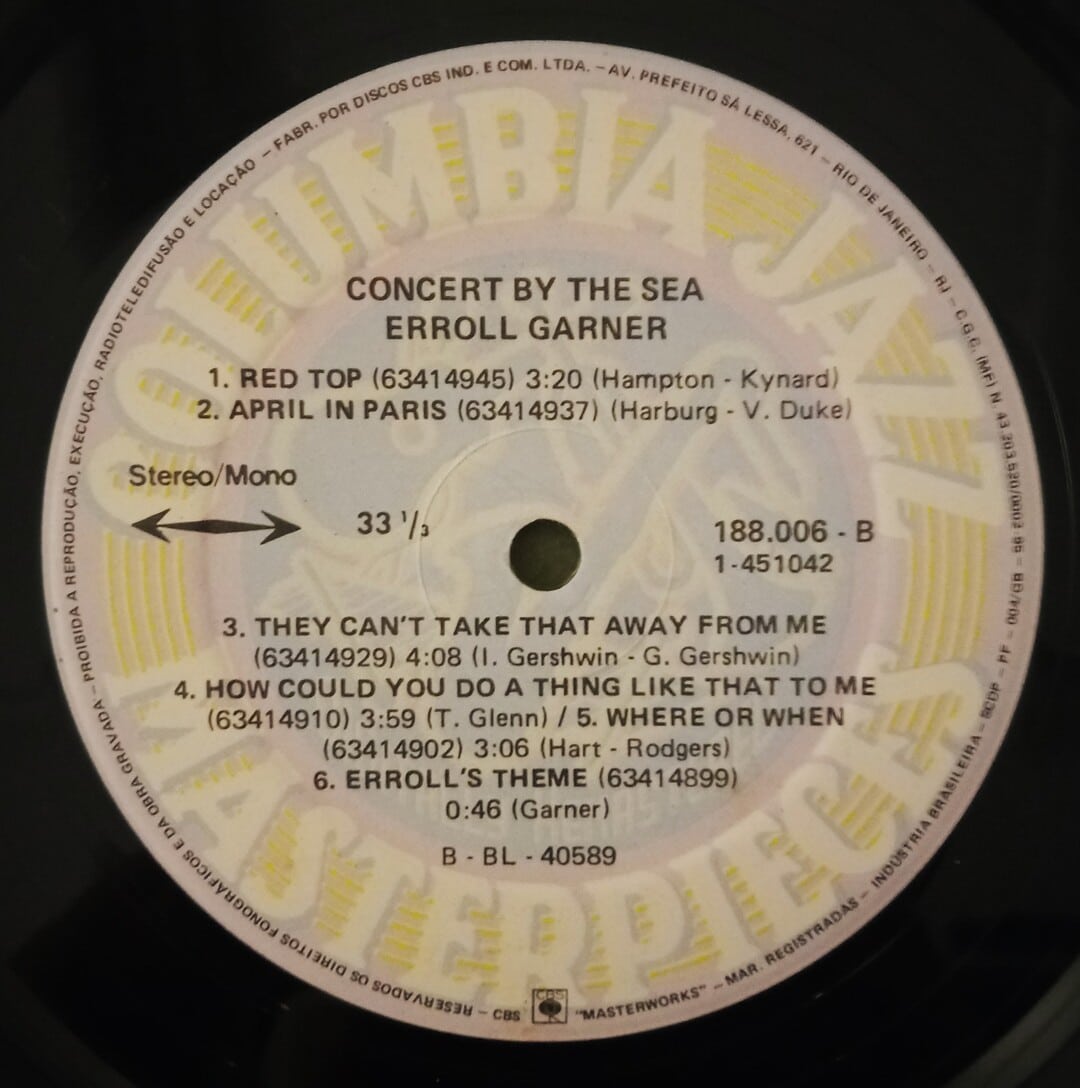 COLUMBIA JAZZ
MASTERPIECES
CONCERT BY THE SEA
ERROLL GARNER
1. RED TOP (63414945) 3:20 (Hampton - Kynard)
2. APRIL IN PARIS (63414937) (Harburg - V. Duke)
Stereo/Mono
33 1/3
188.006 - B
1-451042
3. THEY CAN'T TAKE THAT AWAY FROM ME
(63414929) 4:08 (I. Gershwin - G. Gershwin)
4. HOW COULD YOU DO A THING LIKE THAT TO ME
(63414910) 3:59 (T. Glenn) / 5. WHERE OR WHEN
(63414902) 3:06 (Hart - Rodgers)
6. ERROLL'S THEME (63414899)
0:46 (Garner)
B - BL - 40589
RESERVADOS OS DIREITOS FONOGRÁFICOS E DA OBRA GRAVADA - PROIBIDA A REPRODUÇÃO, EXECUÇÃO, RADIOTELEDIFUSÃO E LOCAÇÃO - FABR. POR DISCOS CBS IND. E COM. LTDA. - AV. PREFEITO SÁ LESSA, 621 - RIO DE JANEIRO - RJ - C.G.C. (MF) N. 43.203.520/0002-95 - PF - 004/GB - SCDP - INDÚSTRIA BRASILEIRA - MAR. REGISTRADAS - "MASTERWORKS" CBS CBS -